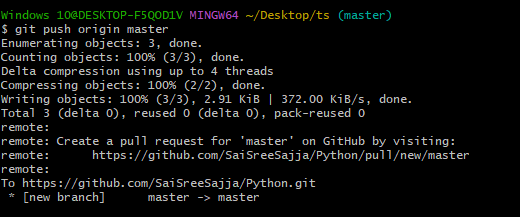 Windows 10@DESKTOP-F5QOD1V MINGW64 ~/Desktop/ts (master)
$ git push origin master
Enumerating objects: 3, done.
Counting objects: 100% (3/3), done.
Delta compression using up to 4 threads
Compressing objects: 100% (2/2), done.
Writing objects: 100% (3/3), 2.91 KiB | 372.00 KiB/s, done.
Total 3 (delta 0), reused 0 (delta 0), pack-reused 0
remote:
remote: Create a pull request for 'master' on GitHub by visiting:
remote:      https://github.com/SaiSreeSajja/Python/pull/new/master
remote:
To https://github.com/SaiSreeSajja/Python.git
 * [new branch]      master -> master